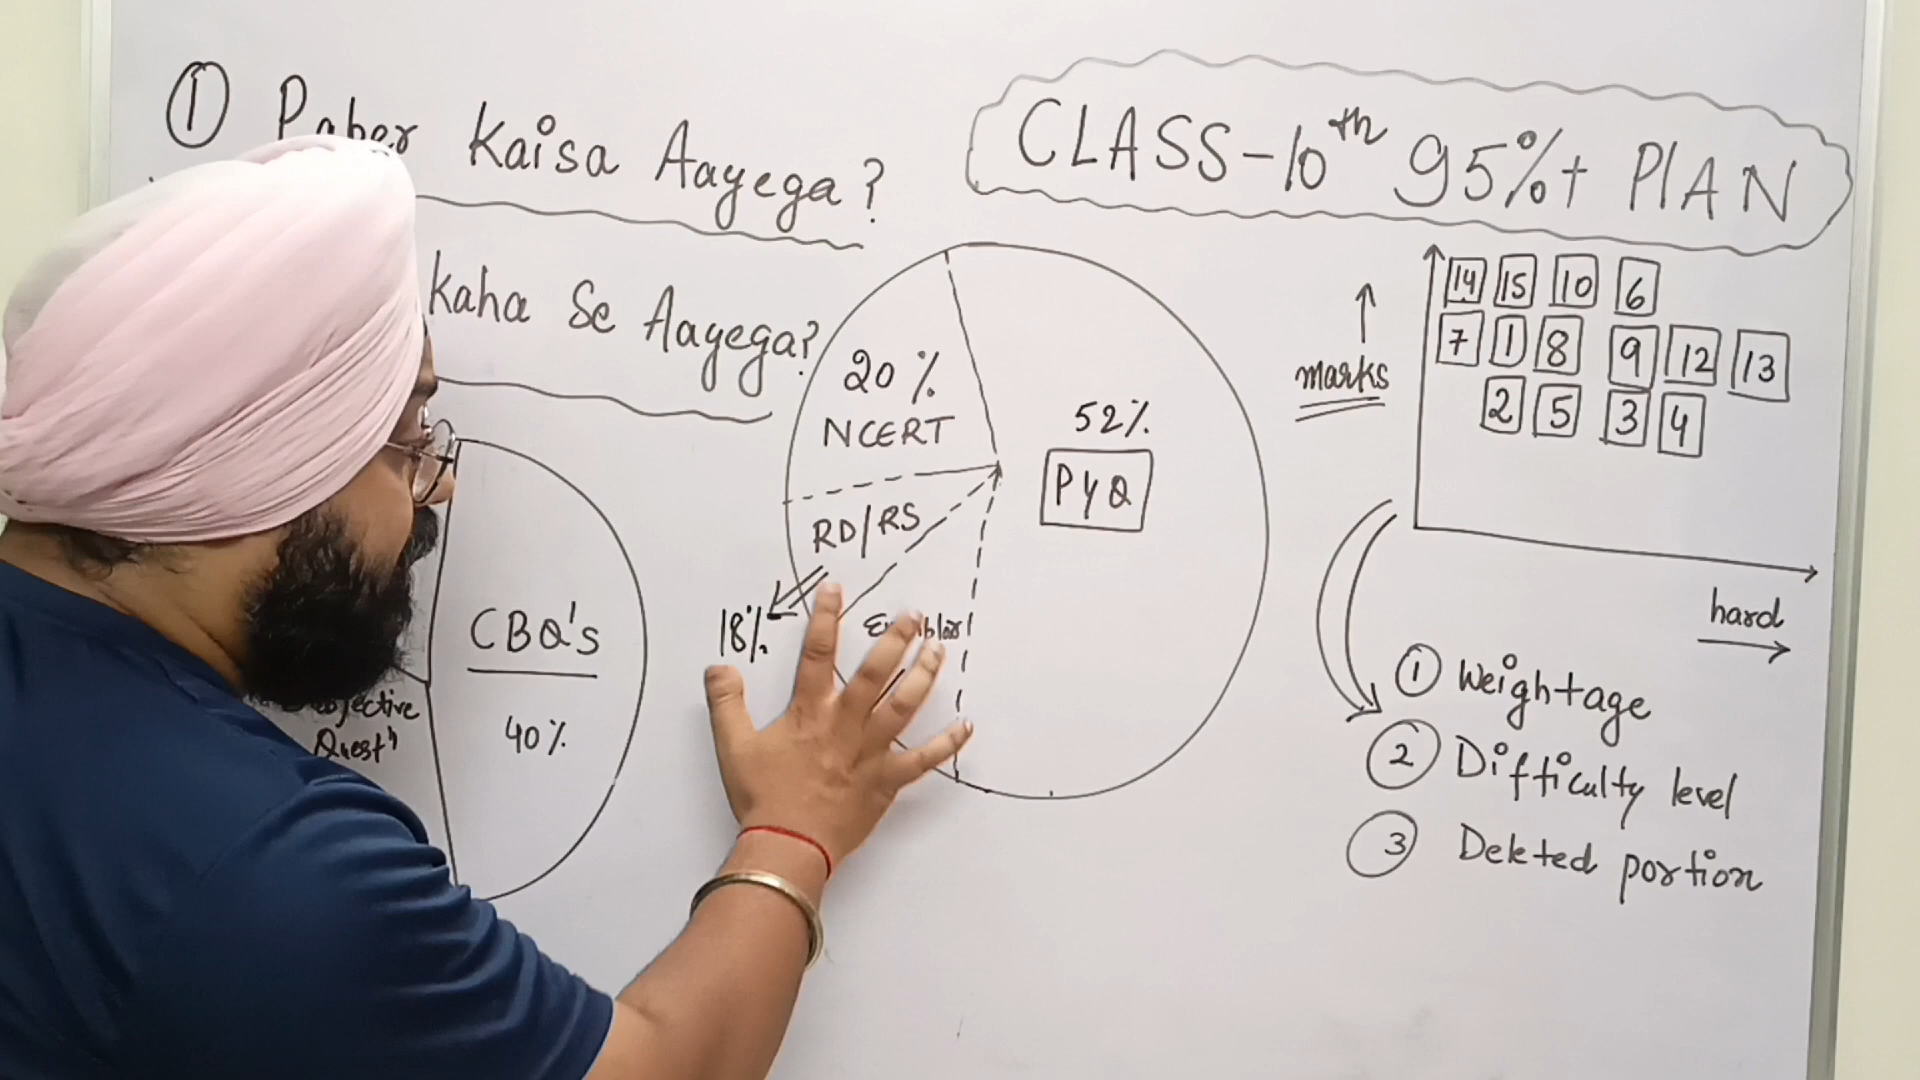 ① Paper Kaisa Aayega?
kaha Se Aayega?
CLASS-10th 95%+ PlAN
CBQ's
40%
Quest^n
20%
NCERT
RD/RS
18%
52%
PYQ
marks
14 15 10 6
7 1 8 9 12 13
2 5 3 4
hard
① Weightage
② Difficulty level
③ Deleted portion